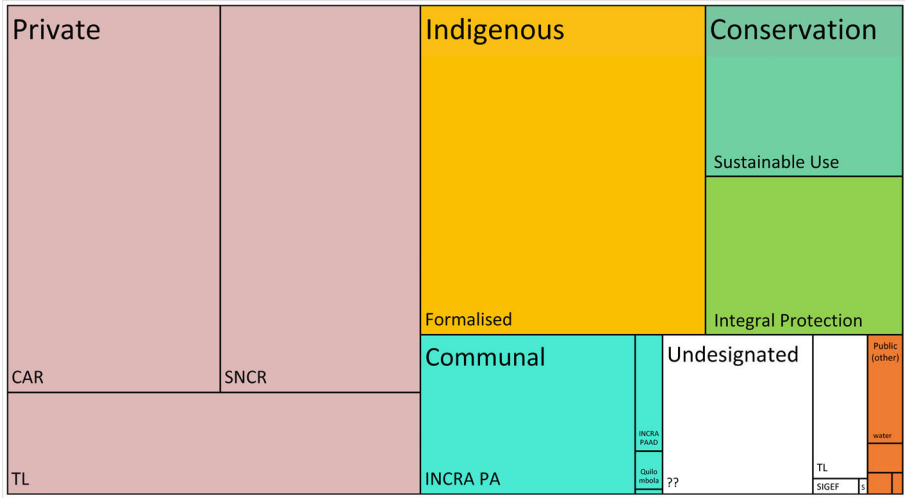 Private
CAR
SNCR
TL
Indigenous
Formalised
Conservation
Sustainable Use
Integral Protection
Communal
INCRA PA
INCRA
PAAD
Quilo
mbola
Undesignated
??
TL
SIGEF
S
Public
(other)
water